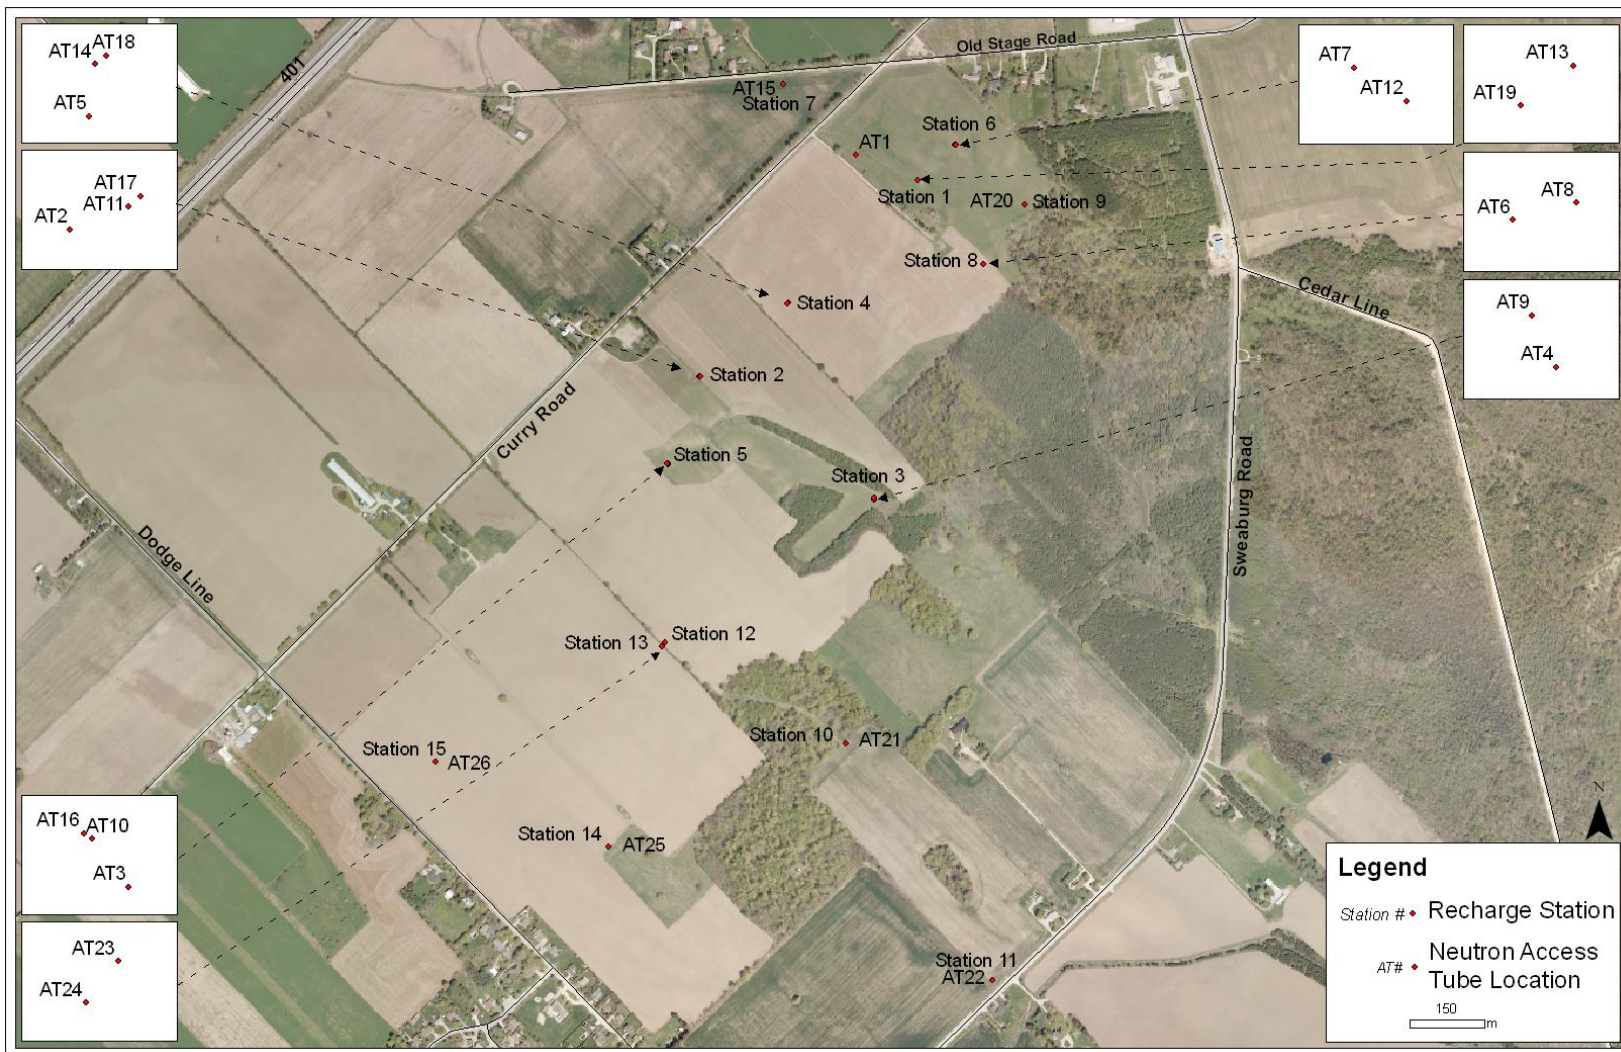 AT14
AT18
AT5
401
Old Stage Road
AT7
AT12
AT13
AT19
AT15
Station 7
Station 6
AT1
Station 1
AT20
Station 9
AT17
AT11
AT2
AT8
AT6
Station 8
Station 4
Cedar Line
AT9
AT4
Station 2
Curry Road
Station 5
Station 3
Sweaburg Road
Dodge Line
Station 12
Station 13
Station 10
AT21
Station 15
AT26
Station 14
AT25
AT16
AT10
AT3
AT23
AT24
Station 11
AT22
N
Legend
Station #
Recharge Station
AT#
Neutron Access
Tube Location
150
m